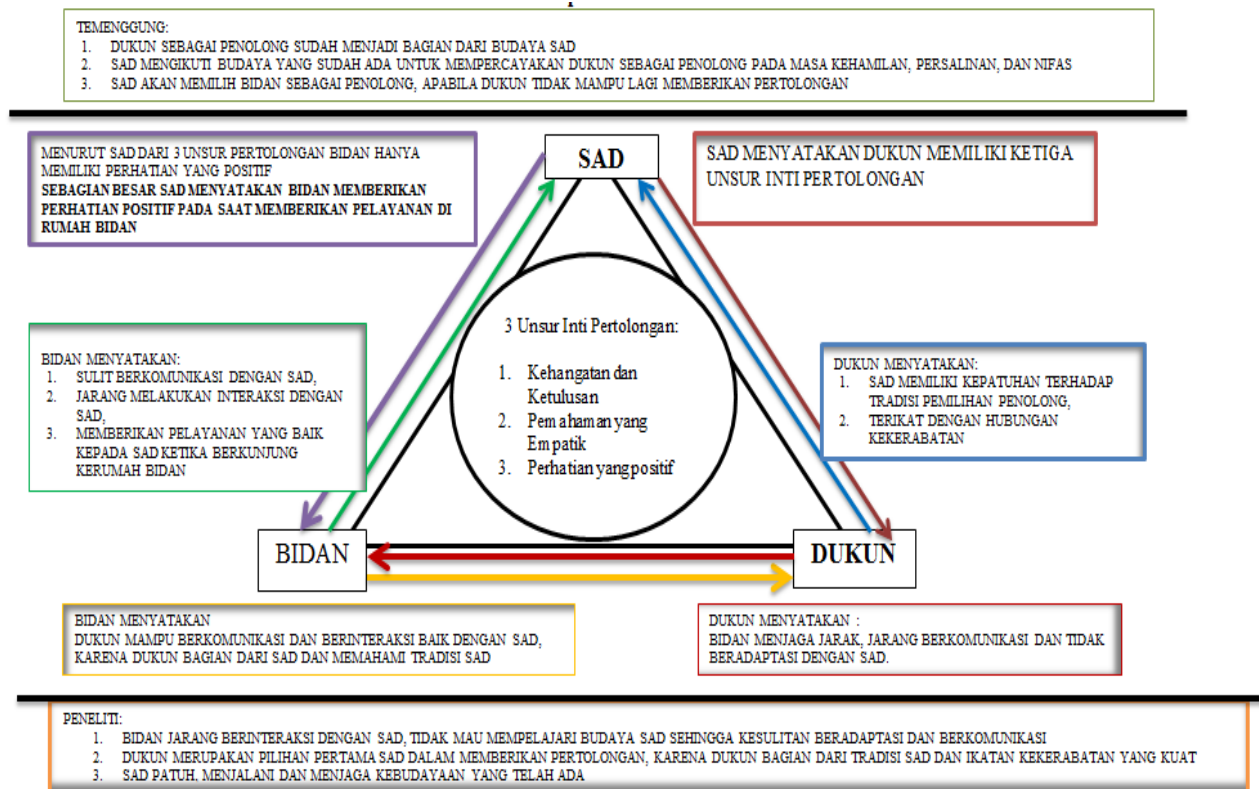 TEMENGGUNG:
1. DUKUN SEBAGAI PENOLONG SUDAH MENJADI BAGIAN DARI BUDAYA SAD
2. SAD MENGIKUTI BUDAYA YANG SUDAH ADA UNTUK MEMPERCAYAKAN DUKUN SEBAGAI PENOLONG PADA MASA KEHAMILAN, PERSALINAN, DAN NIFAS
3. SAD AKAN MEMILIH BIDAN SEBAGAI PENOLONG, APABILA DUKUN TIDAK MAMPU LAGI MEMBERIKAN PERTOLONGAN
MENURUT SAD DARI 3 UNSUR PERTOLONGAN BIDAN HANYA
MEMILIKI PERHATIAN YANG POSITIF
SEBAGIAN BESAR SAD MENYATAKAN BIDAN MEMBERIKAN
PERHATIAN POSITIF PADA SAAT MEMBERIKAN PELAYANAN DI
RUMAH BIDAN
SAD
SAD MENYATAKAN DUKUN MEMILIKI KETIGA
UNSUR INTI PERTOLONGAN
3 Unsur Inti Pertolongan:
1. Kehangatan dan
Ketulusan
2. Pemahaman yang
Empatik
3. Perhatian yang positif
BIDAN MENYATAKAN:
1. SULIT BERKOMUNIKASI DENGAN SAD,
2. JARANG MELAKUKAN INTERAKSI DENGAN
SAD,
3. MEMBERIKAN PELAYANAN YANG BAIK
KEPADA SAD KETIKA BERKUNJUNG
KERUMAH BIDAN
DUKUN MENYATAKAN:
1. SAD MEMILIKI KEPATUHAN TERHADAP
TRADISI PEMILIHAN PENOLONG,
2. TERIKAT DENGAN HUBUNGAN
KEKERABATAN
BIDAN
DUKUN
BIDAN MENYATAKAN
DUKUN MAMPU BERKOMUNIKASI DAN BERINTERAKSI BAIK DENGAN SAD,
KARENA DUKUN BAGIAN DARI SAD DAN MEMAHAMI TRADISI SAD
DUKUN MENYATAKAN :
BIDAN MENJAGA JARAK, JARANG BERKOMUNIKASI DAN TIDAK
BERADAPTASI DENGAN SAD.
PENELITI:
1. BIDAN JARANG BERINTERAKSI DENGAN SAD, TIDAK MAU MEMPELAJARI BUDAYA SAD SEHINGGA KESULITAN BERADAPTASI DAN BERKOMUNIKASI
2. DUKUN MERUPAKAN PILIHAN PERTAMA SAD DALAM MEMBERIKAN PERTOLONGAN, KARENA DUKUN BAGIAN DARI TRADISI SAD DAN IKATAN KEKERABATAN YANG KUAT
3. SAD PATUH, MENJALANI DAN MENJAGA KEBUDAYAAN YANG TELAH ADA